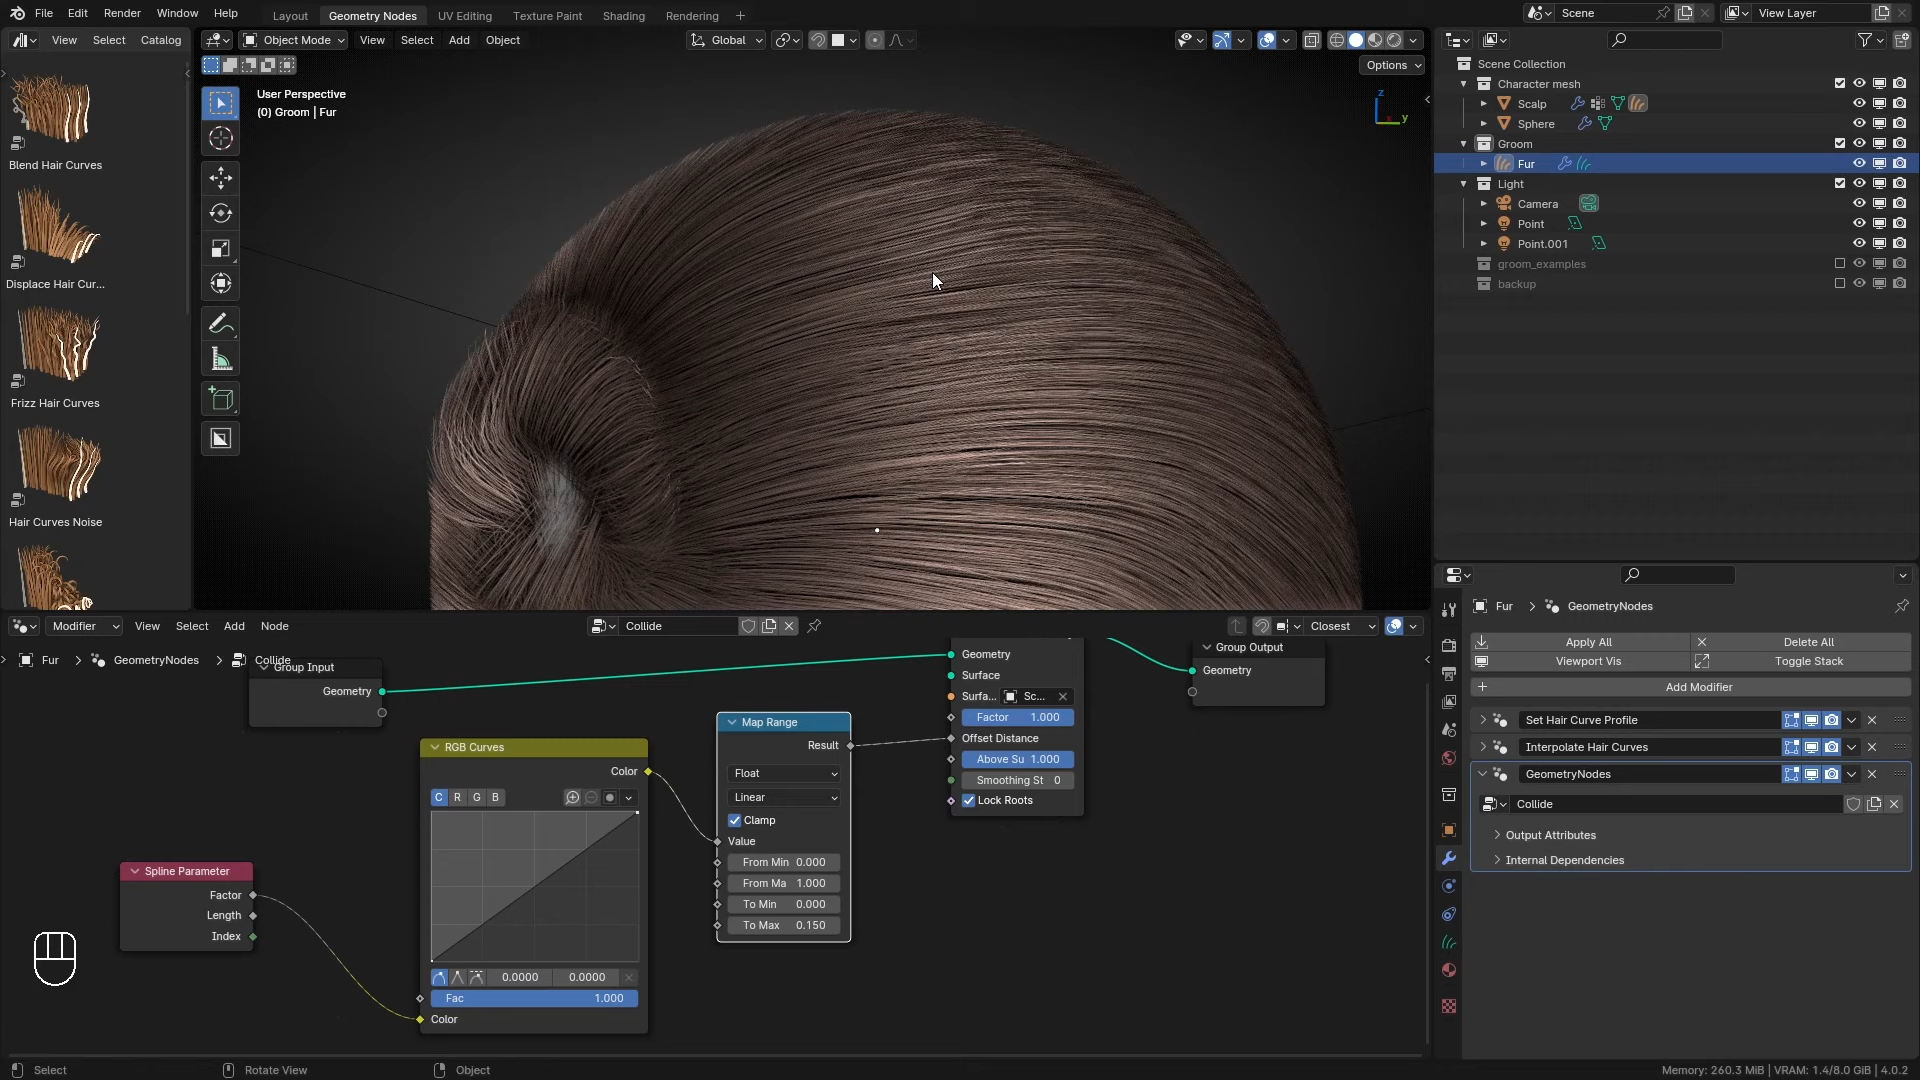 File Edit Render Window Help Layout Geometry Nodes UV Editing Texture Paint Shading Rendering + Scene View Layer
View Select Catalog
Object Mode View Select Add Object Global
Options
Blend Hair Curves
Displace Hair Cur...
Frizz Hair Curves
Hair Curves Noise
User Perspective
(0) Groom | Fur
Z
Y
Scene Collection
Character mesh
Scalp
Sphere
Groom
Fur
Light
Camera
Point
Point.001
groom_examples
backup
Modifier View Select Add Node Collide Closest
Fur > GeometryNodes > Collide
Group Input
Geometry
RGB Curves
Color
C R G B
0.0000 0.0000
Fac 1.000
Color
Spline Parameter
Factor
Length
Index
Map Range
Result
Float
Linear
Clamp
Value
From Min 0.000
From Ma 1.000
To Min 0.000
To Max 0.150
Geometry
Surface
Surfa... Sc...
Factor 1.000
Offset Distance
Above Su 1.000
Smoothing St 0
Lock Roots
Group Output
Geometry
Fur > GeometryNodes
Apply All Delete All
Viewport Vis Toggle Stack
+ Add Modifier
Set Hair Curve Profile
Interpolate Hair Curves
GeometryNodes
Collide
Output Attributes
Internal Dependencies
Select Rotate View Object Memory: 260.3 MiB | VRAM: 1.4/8.0 GiB | 4.0.2